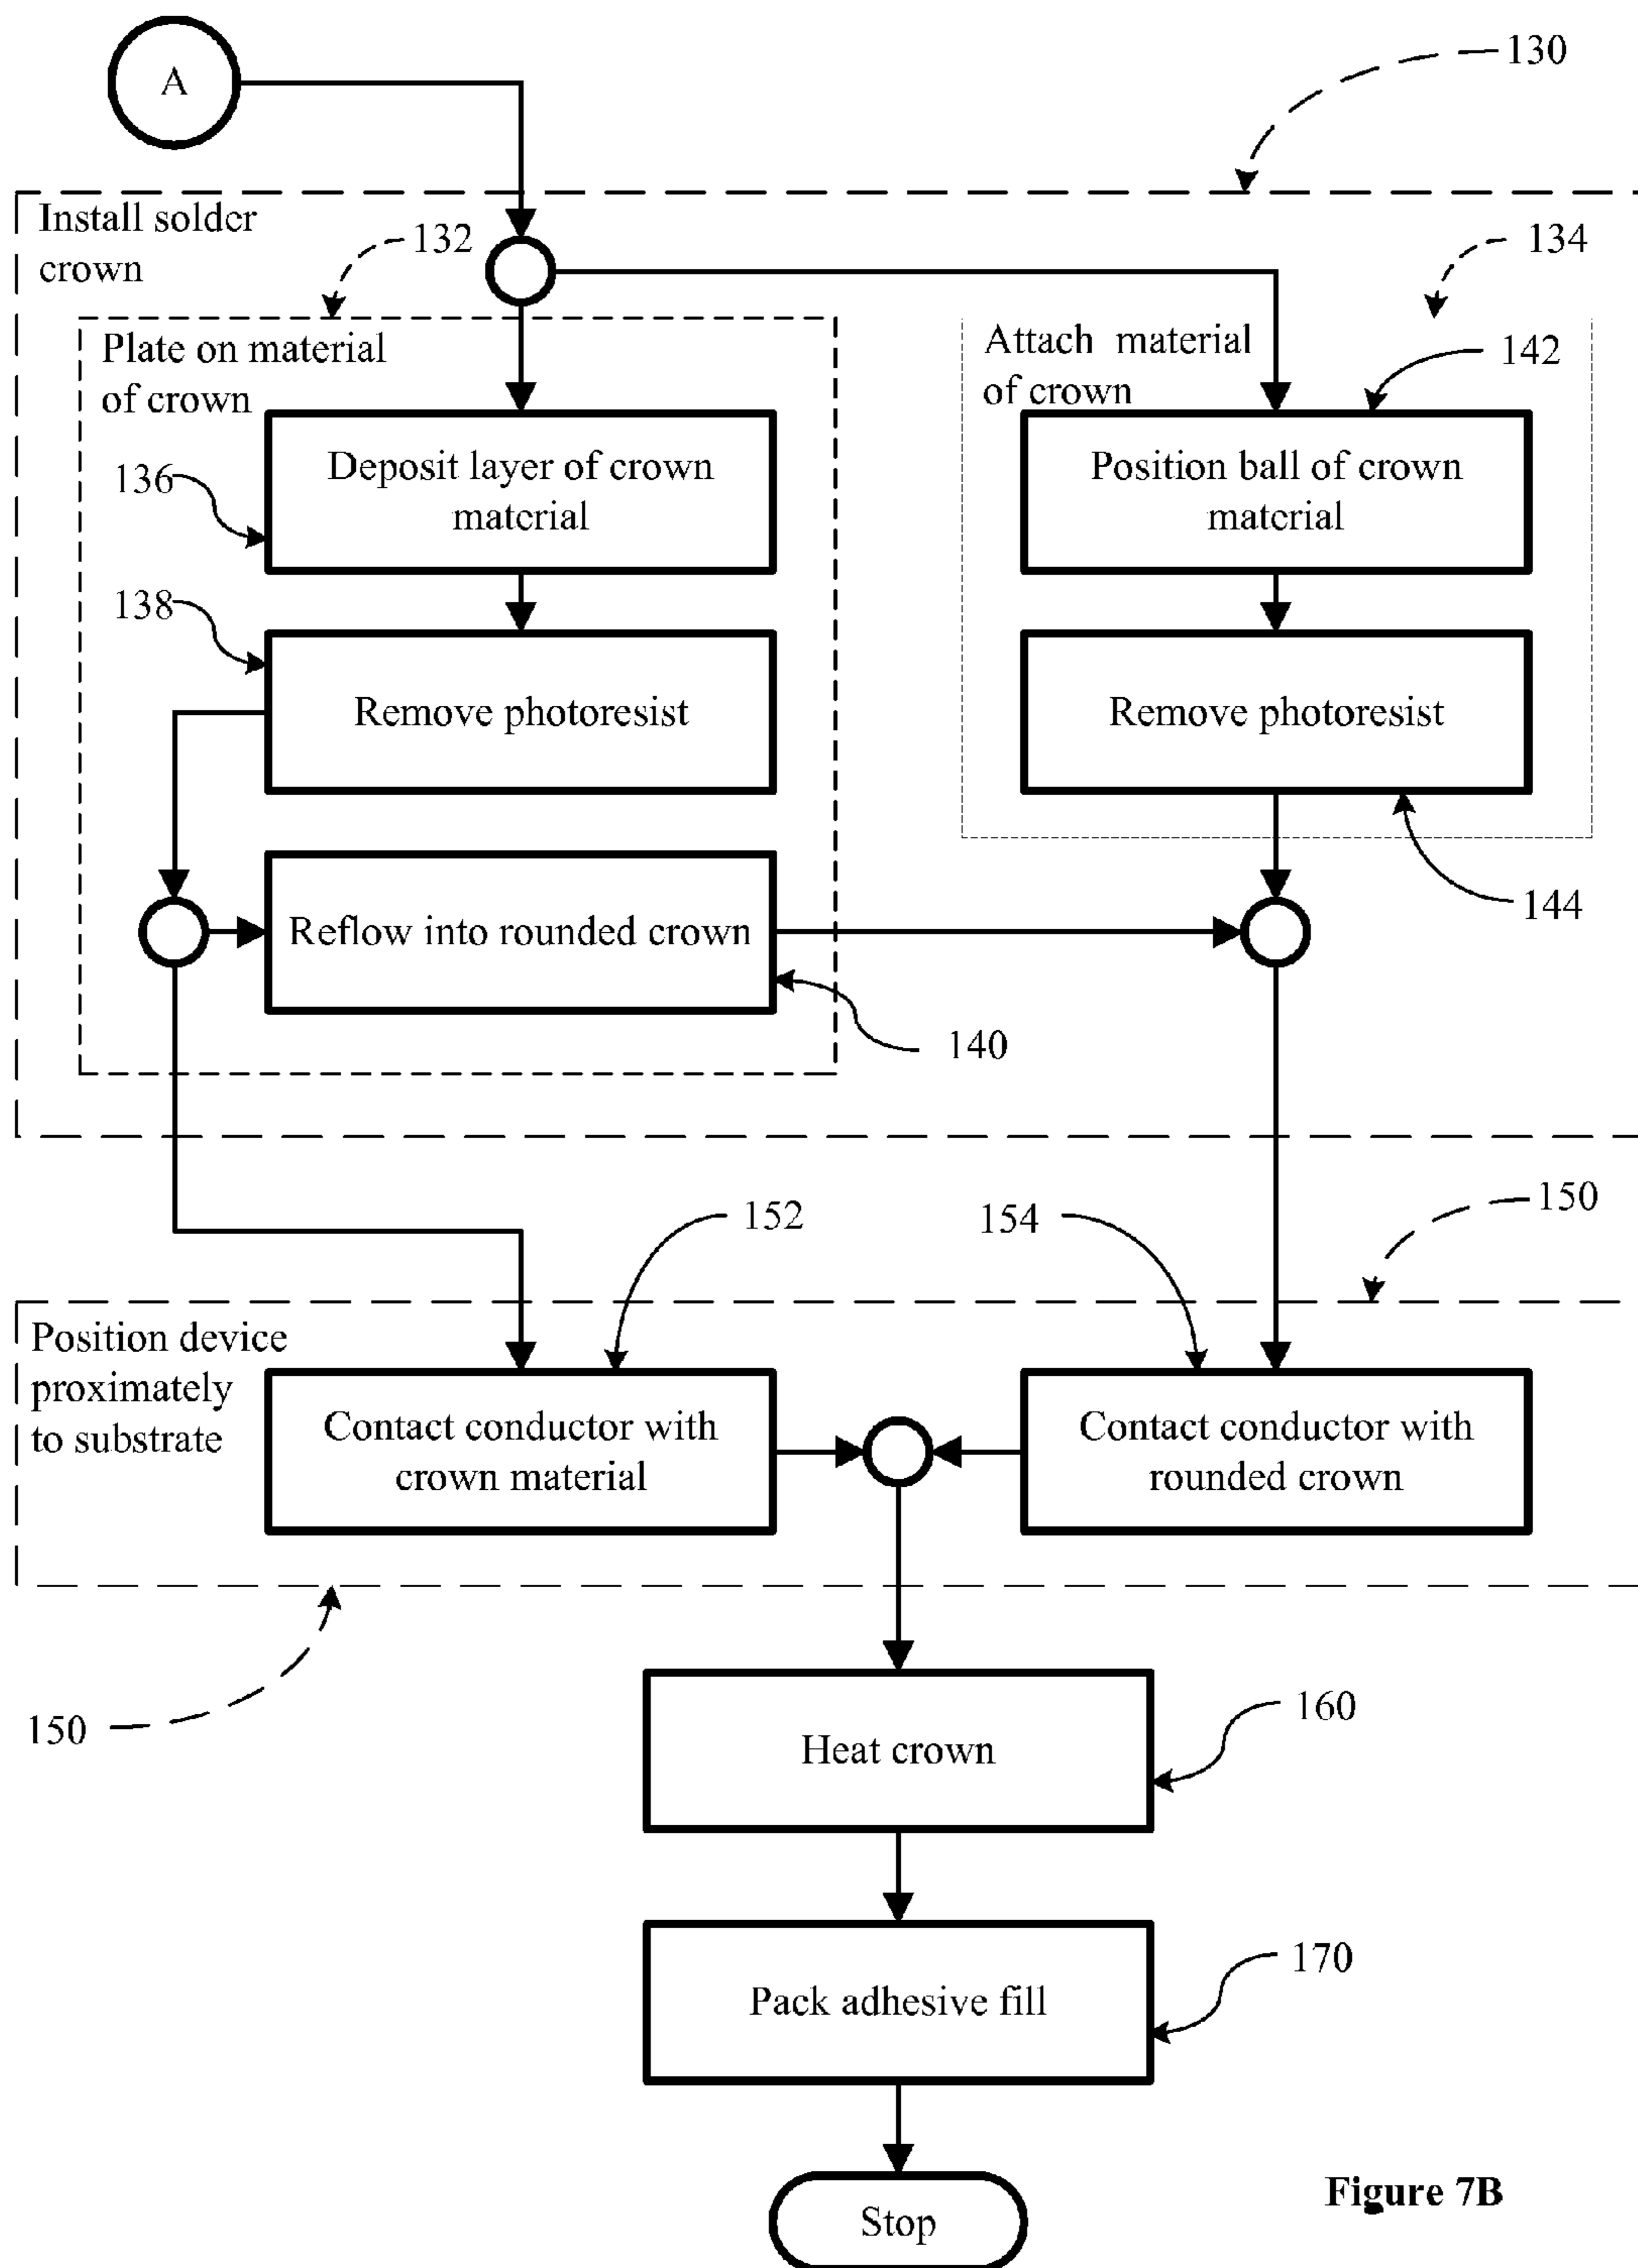 A
130
Install solder
crown
132
134
Plate on material
of crown
Attach material
of crown
142
136
Deposit layer of crown
material
Position ball of crown
material
138
Remove photoresist
Remove photoresist
144
Reflow into rounded crown
140
150
152
154
Position device
proximately
to substrate
Contact conductor with
crown material
Contact conductor with
rounded crown
150
160
Heat crown
170
Pack adhesive fill
Figure 7B
Stop